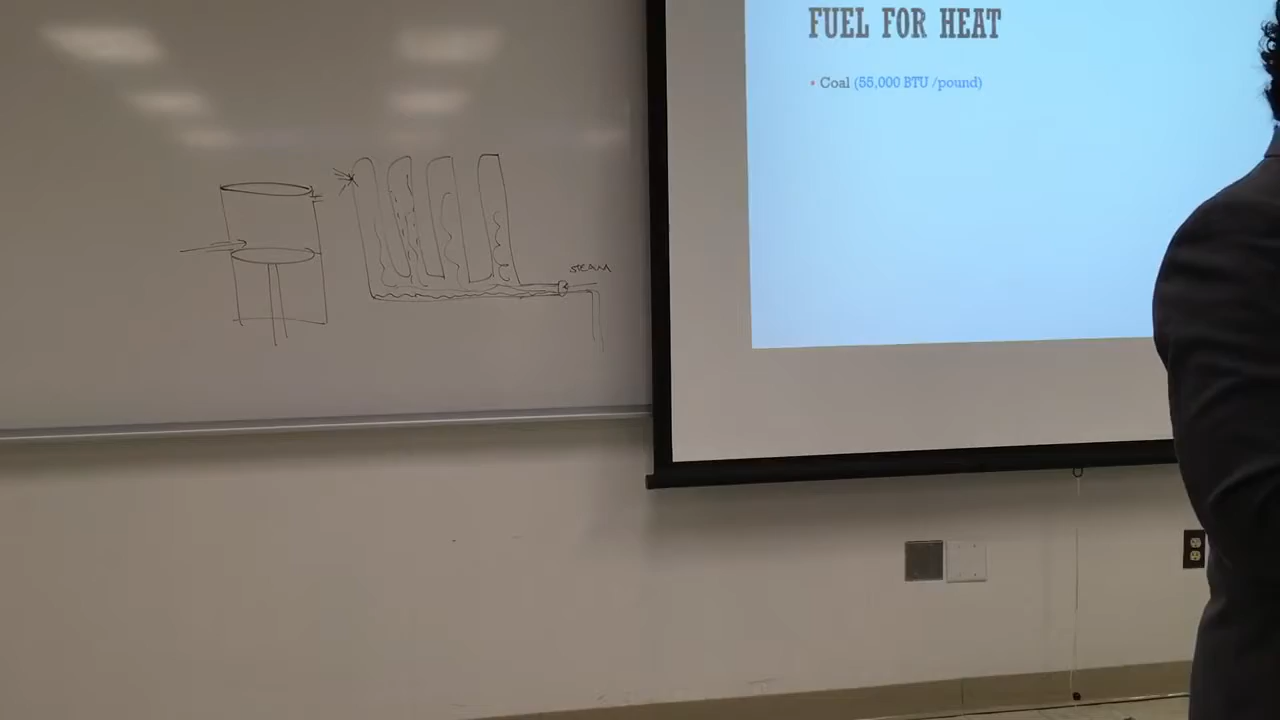 FUEL FOR HEAT
• Coal (55,000 BTU /pound)
STEAM